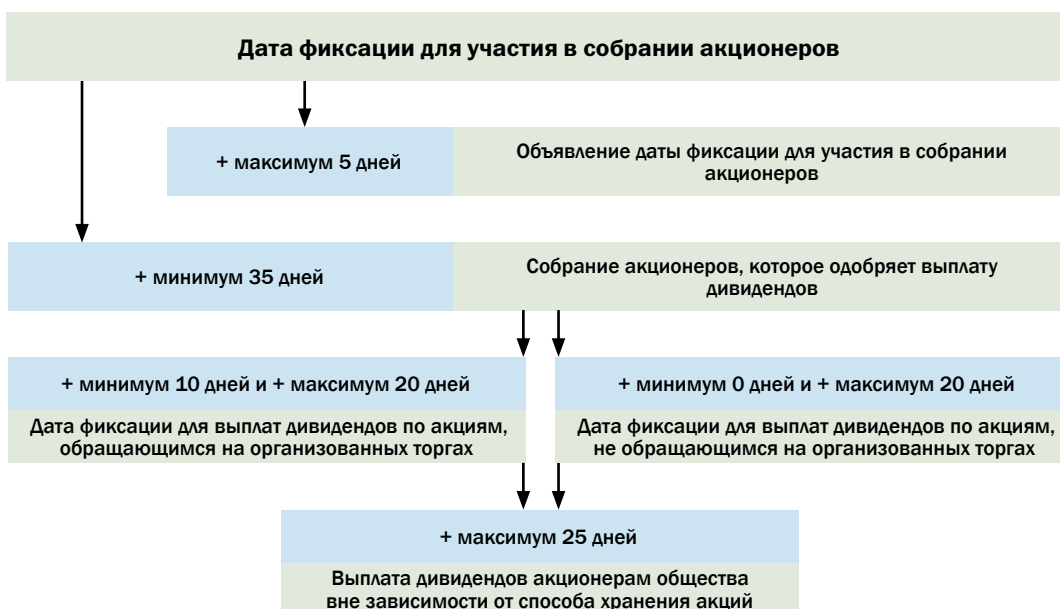 Дата фиксации для участия в собрании акционеров
+ максимум 5 дней
Объявление даты фиксации для участия в собрании
акционеров
+ минимум 35 дней
Собрание акционеров, которое одобряет выплату
дивидендов
+ минимум 10 дней и + максимум 20 дней
Дата фиксации для выплат дивидендов по акциям,
обращающимся на организованных торгах
+ минимум 0 дней и + максимум 20 дней
Дата фиксации для выплат дивидендов по акциям,
не обращающимся на организованных торгах
+ максимум 25 дней
Выплата дивидендов акционерам общества
вне зависимости от способа хранения акций